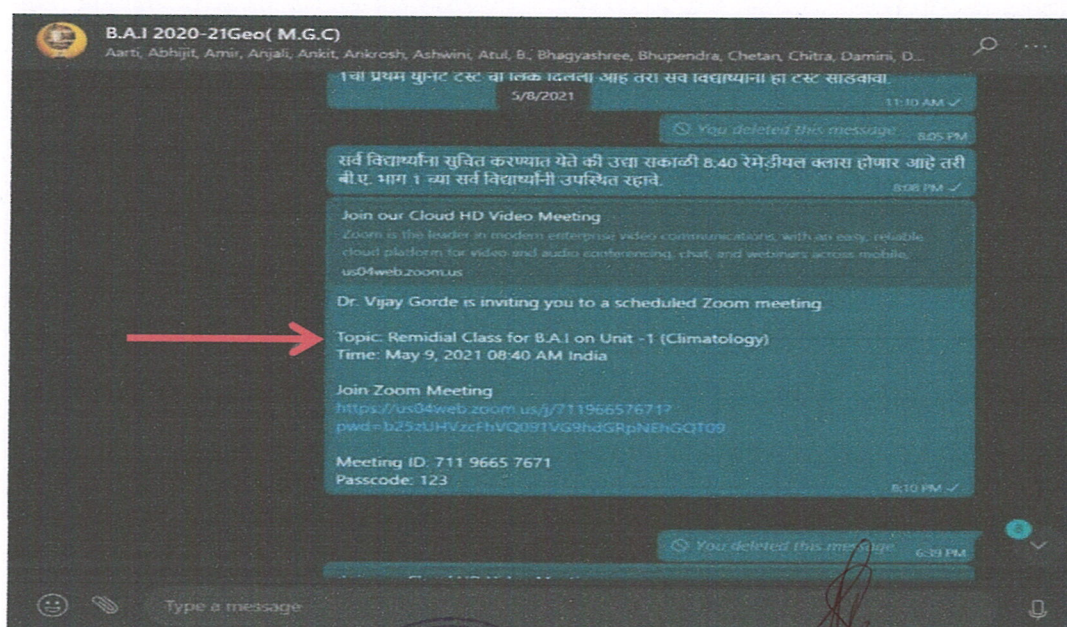 B.A.I 2020-21Geo( M.G.C)
Aarti, Abhijit, Amir, Anjali, Ankit, Ankrosh, Ashwini, Atul, B., Bhagyashree, Bhupendra, Chetan, Chitra, Damini, D...
1चा प्रथम युनिट टेस्ट चा लिंक दिलेली आहे तरी सर्व विद्यार्थ्यांनी हा टेस्ट सोडवावी.
5/8/2021
11:10 AM
You deleted this message
8:05 PM
सर्व विद्यार्थ्यांना सुचित करण्यात येते की उद्या सकाळी 8:40 रेमेडीयल क्लास होणार आहे तरी
बी.ए. भाग 1 च्या सर्व विद्यार्थ्यांनी उपस्थित रहावे.
8:08 PM
Join our Cloud HD Video Meeting
Zoom is the leader in modern enterprise video communications, with an easy, reliable
cloud platform for video and audio conferencing, chat, and webinars across mobile,
us04web.zoom.us
Dr. Vijay Gorde is inviting you to a scheduled Zoom meeting.
Topic: Remidial Class for B.A.I on Unit -1 (Climatology)
Time: May 9, 2021 08:40 AM India
Join Zoom Meeting
https://us04web.zoom.us/j/71196657671?
pwd=b25zUHVzcFhVQ091VG9hdGRpNEhGQT09
Meeting ID: 711 9665 7671
Passcode: 123
8:10 PM
You deleted this message
6:39 PM
Type a message